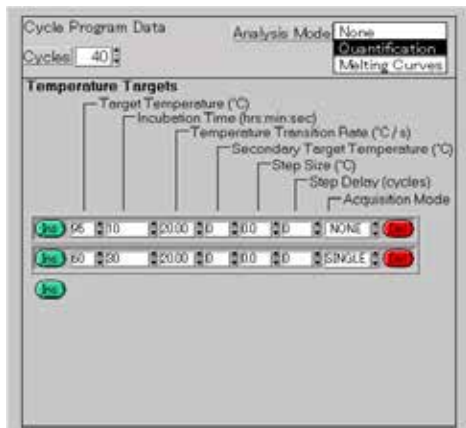 Cycle Program Data
Analysis Mode None
Quantification
Melting Curves
Cycles 40
Temperature Targets
Target Temperature (°C)
Incubation Time (hrs:min:sec)
Temperature Transition Rate (°C / s)
Secondary Target Temperature (°C)
Step Size (°C)
Step Delay (cycles)
Acquisition Mode
Ins 95 10 20.00 0 0.0 0 NONE Del
Ins 60 30 20.00 0 0.0 0 SINGLE Del
Ins